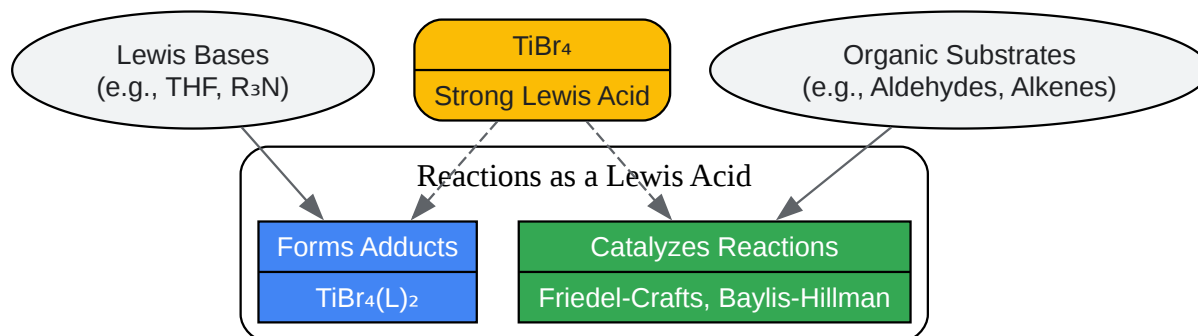 Lewis Bases
(e.g., THF, R₃N)
TiBr₄
Strong Lewis Acid
Organic Substrates
(e.g., Aldehydes, Alkenes)
Reactions as a Lewis Acid
Forms Adducts
TiBr₄(L)₂
Catalyzes Reactions
Friedel-Crafts, Baylis-Hillman